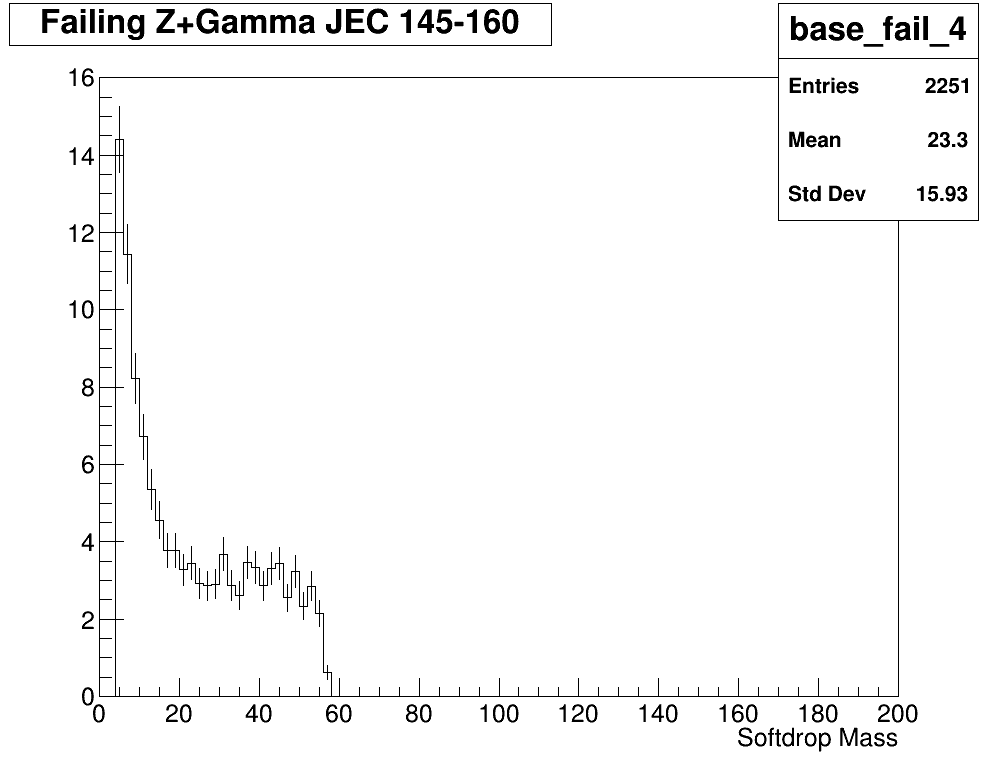 Failing Z+Gamma JEC 145-160
base_fail_4
Entries 2251
Mean 23.3
Std Dev 15.93
16
14
12
10
8
6
4
2
0
0 20 40 60 80 100 120 140 160 180 200
Softdrop Mass